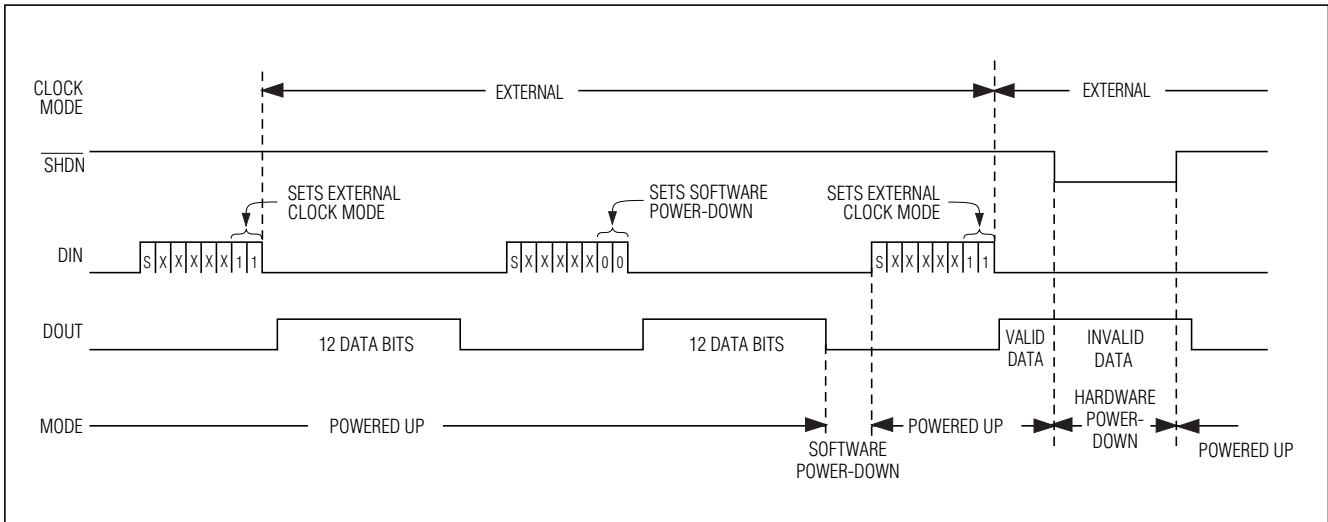 CLOCK
MODE
EXTERNAL
EXTERNAL
SHDN
SETS EXTERNAL
CLOCK MODE
SETS SOFTWARE
POWER-DOWN
SETS EXTERNAL
CLOCK MODE
DIN
S X X X X X 1 1
S X X X X X 0 0
S X X X X X 1 1
DOUT
12 DATA BITS
12 DATA BITS
VALID
DATA
INVALID
DATA
MODE
POWERED UP
SOFTWARE
POWER-DOWN
POWERED UP
HARDWARE
POWER-
DOWN
POWERED UP